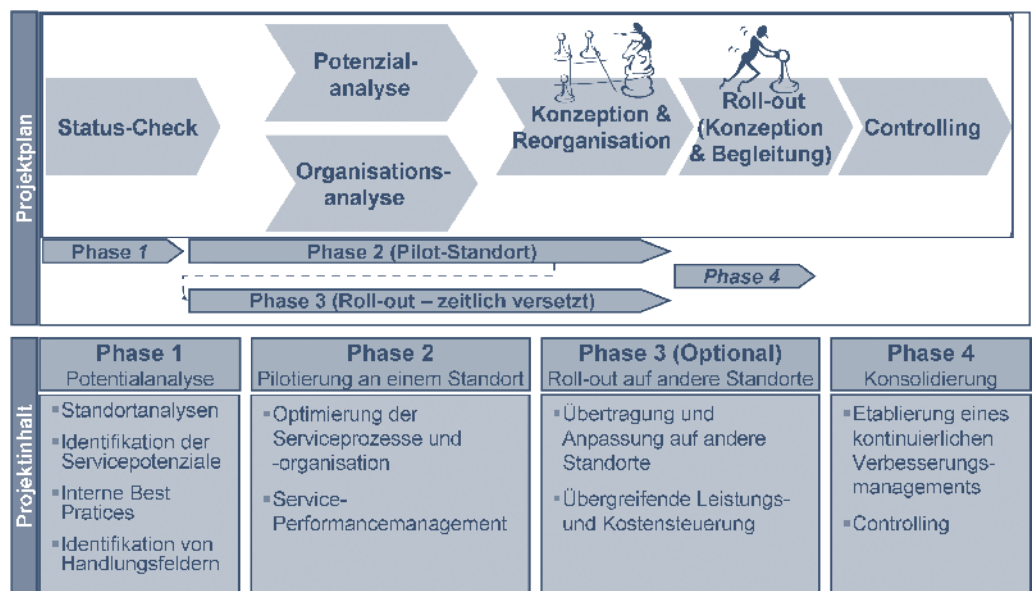 Projektplan
Status-Check
Potenzial-
analyse
Organisations-
analyse
Konzeption &
Reorganisation
Roll-out
(Konzeption
& Begleitung)
Controlling
Phase 1
Phase 2 (Pilot-Standort)
Phase 3 (Roll-out – zeitlich versetzt)
Phase 4
Projektinhalt
Phase 1
Potentialanalyse
Standortanalysen
Identifikation der
Servicepotenziale
Interne Best
Pratices
Identifikation von
Handlungsfeldern
Phase 2
Pilotierung an einem Standort
Optimierung der
Serviceprozesse und
-organisation
Service-
Performancemanagement
Phase 3 (Optional)
Roll-out auf andere Standorte
Übertragung und
Anpassung auf andere
Standorte
Übergreifende Leistungs-
und Kostensteuerung
Phase 4
Konsolidierung
Etablierung eines
kontinuierlichen
Verbesserungs-
managements
Controlling